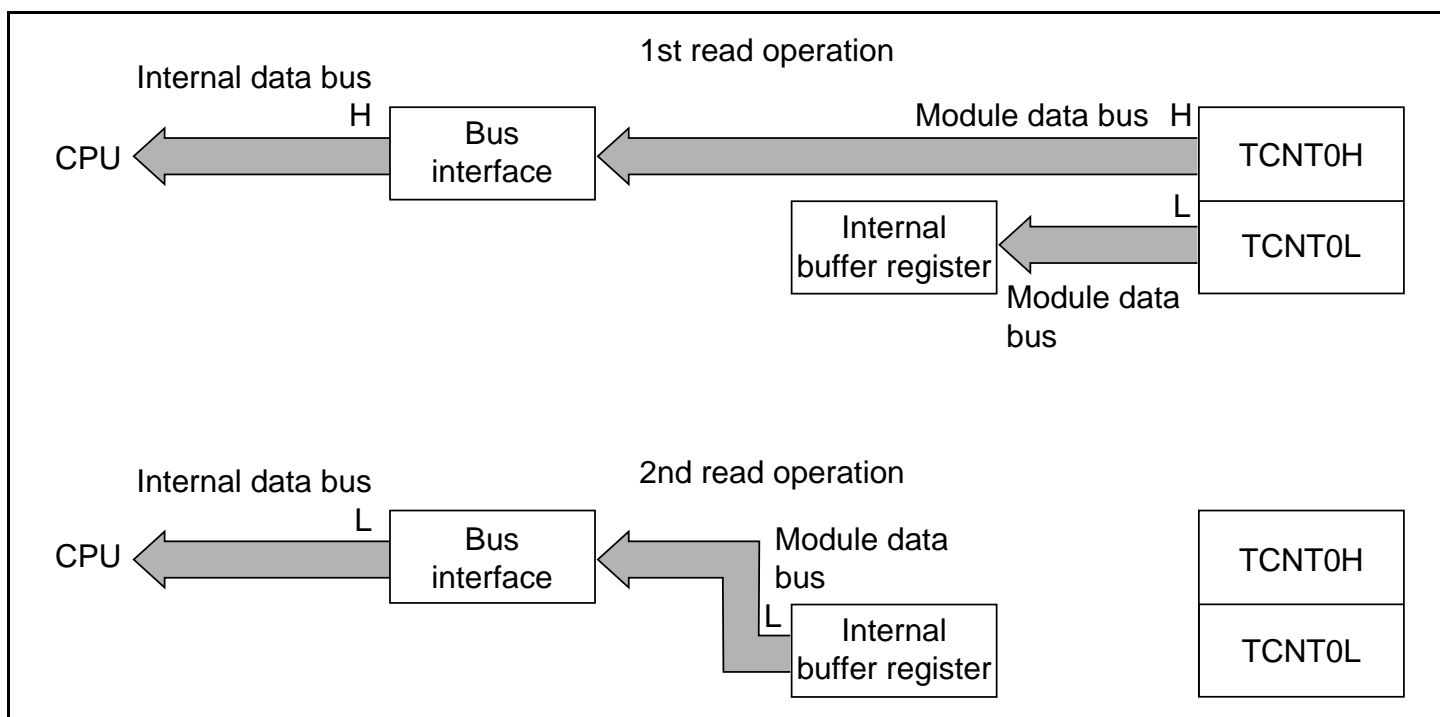 1st read operation
Internal data bus
H
Module data bus H
CPU
Bus
interface
TCNT0H
L
Internal
buffer register
TCNT0L
Module data
bus
2nd read operation
Internal data bus
L
Module data
bus
CPU
Bus
interface
TCNT0H
L
Internal
buffer register
TCNT0L